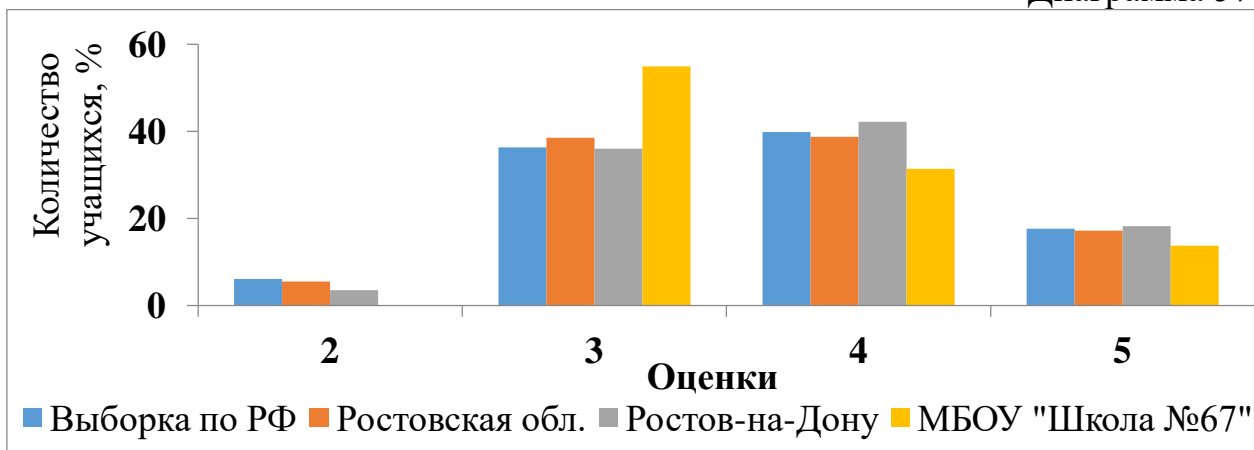 60
40
20
0
Количество
учащихся, %
2 3 4 5
Оценки
Выборка по РФ Ростовская обл. Ростов-на-Дону МБОУ "Школа №67"